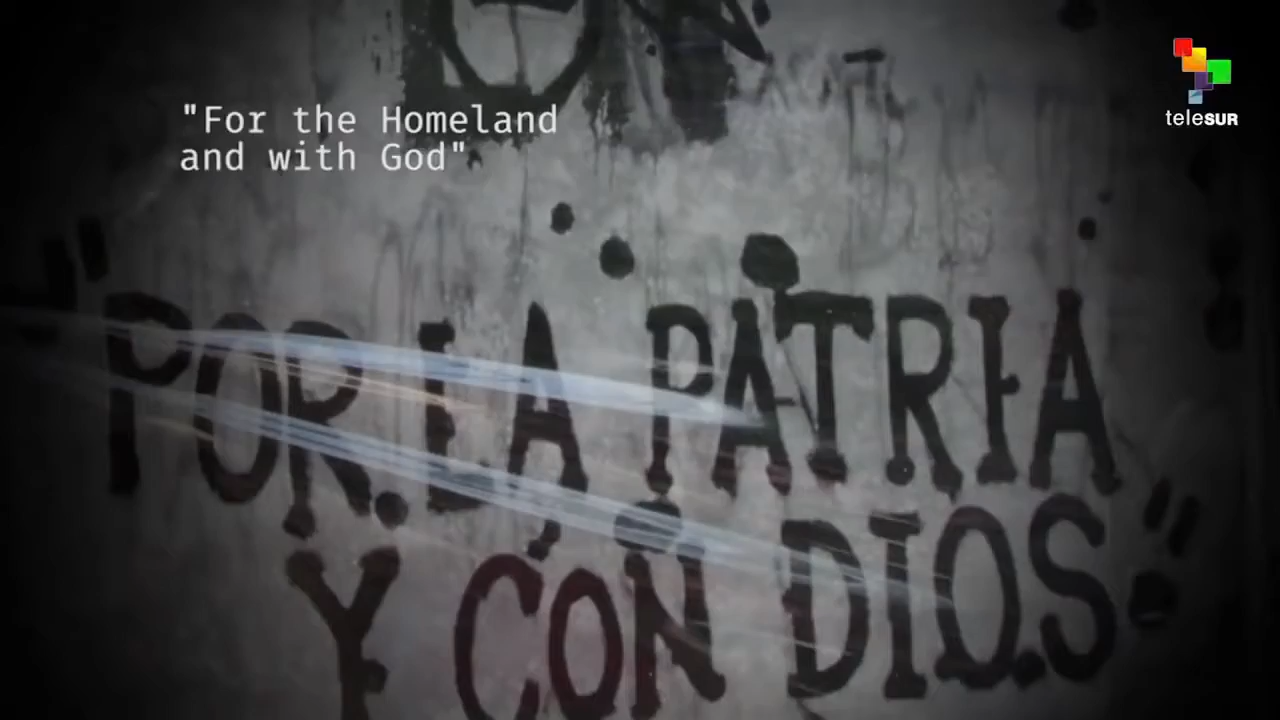 "For the Homeland
and with God"
teleSUR
"POR LA PATRIA
Y CON DIOS"